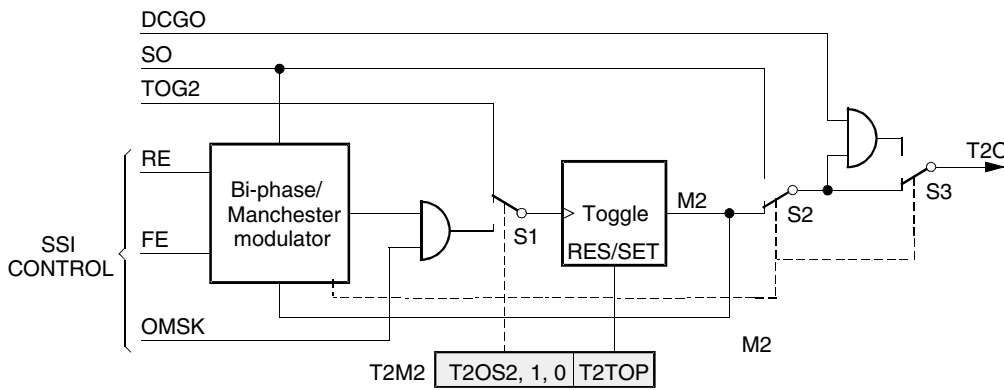 DCGO
SO
TOG2
RE
FE
SSI
CONTROL
OMSK
Bi-phase/
Manchester
modulator
S1
Toggle
RES/SET
M2
S2
S3
T2O
M2
T2M2
T2OS2, 1, 0
T2TOP